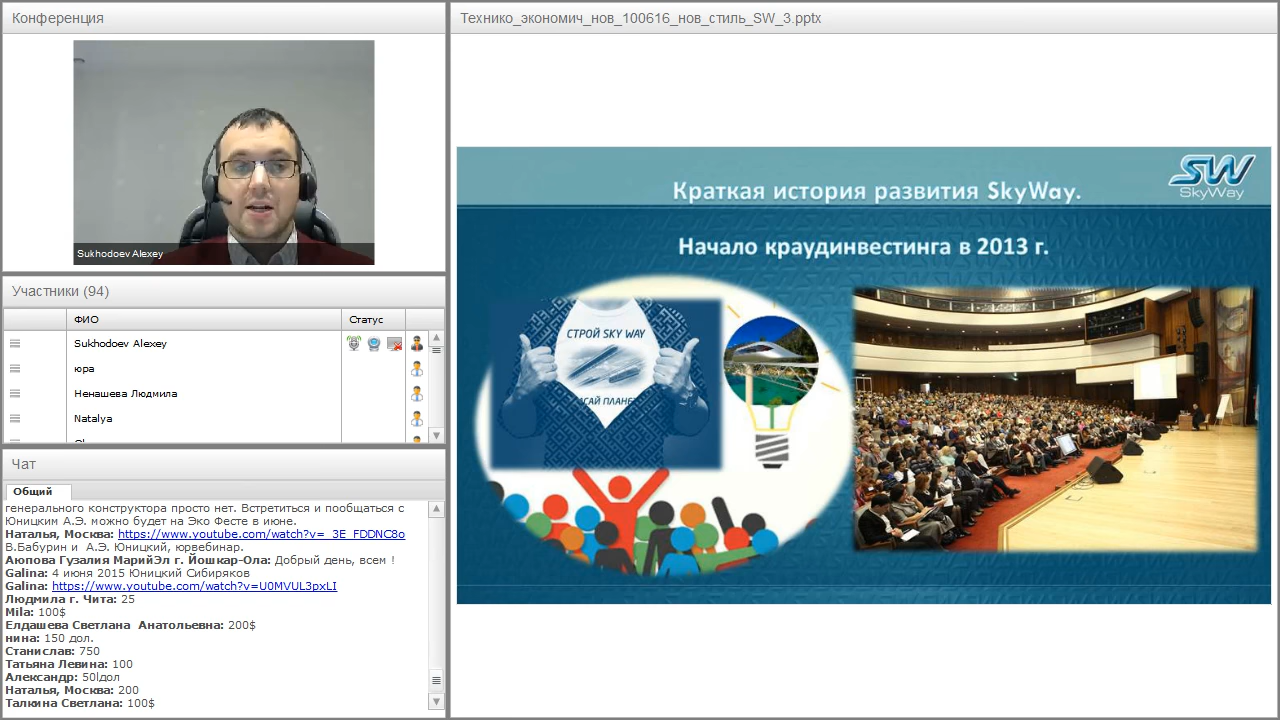 Конференция
Sukhodoev Alexey
Участники (94)
ФИО
Статус
Sukhodoev Alexey
юра
Ненашева Людмила
Natalya
Чат
Общий
генерального конструктора просто нет. Встретиться и пообщаться с
Юницким А.Э. можно будет на Эко Фесте в июне.
Наталья, Москва: https://www.youtube.com/watch?v=_3E_FDDNC8o
В.Бабурин и А.Э. Юницкий, юрвебинар.
Аюпова Гузалия МарийЭл г. Йошкар-Ола: Добрый день, всем !
Galina: 4 июня 2015 Юницкий Сибиряков
Galina: https://www.youtube.com/watch?v=U0MVUL3pxLI
Людмила г. Чита: 25
Mila: 100$
Елдашева Светлана Анатольевна: 200$
нина: 150 дол.
Станислав: 750
Татьяна Левина: 100
Александр: 50lдол
Наталья, Москва: 200
Талкина Светлана: 100$
Технико_экономич_нов_100616_нов_стиль_SW_3.pptx
SW
SkyWay
Краткая история развития SkyWay.
Начало краудинвестинга в 2013 г.
СТРОЙ SKY WAY